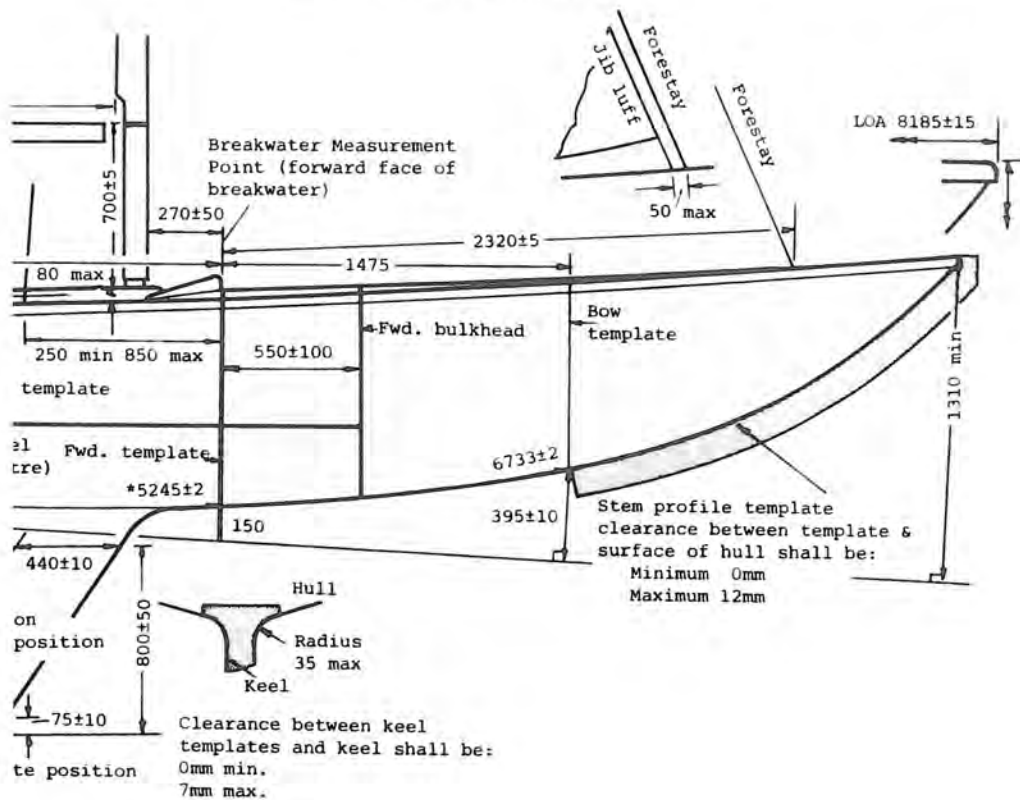 Forestay
Jib luff
Forestay
50 max
LOA 8185±15
Breakwater Measurement
Point (forward face of
breakwater)
700±5
270±50
2320±5
1475
80 max
Bow
template
Fwd. bulkhead
250 min 850 max
550±100
1310 min
template
el
tre)
Fwd. template
*5245±2
6733±2
150
395±10
Stem profile template
clearance between template &
surface of hull shall be:
Minimum 0mm
Maximum 12mm
440±10
800±50
Hull
Radius
35 max
Keel
on
position
75±10
te position
Clearance between keel
templates and keel shall be:
0mm min.
7mm max.